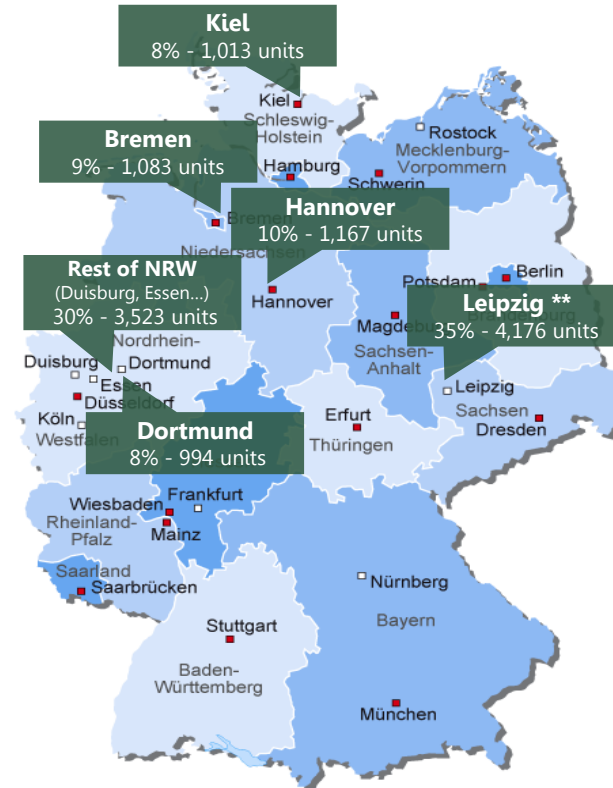 Kiel
8% - 1,013 units
Kiel
Schleswig-
Holstein
Rostock
Mecklenburg-
Vorpommern
Bremen
9% - 1,083 units
Hamburg
Schwerin
Bremen
Hannover
10% - 1,167 units
Niedersachsen
Rest of NRW
(Duisburg, Essen...)
30% - 3,523 units
Hannover
Potsdam
Berlin
Brandenburg
Leipzig **
35% - 4,176 units
Magdebu
Sachsen-
Anhalt
Nordrhein-
Duisburg
Dortmund
Essen
Düsseldorf
Köln
Westfalen
Leipzig
Sachsen
Dresden
Erfurt
Thüringen
Dortmund
8% - 994 units
Wiesbaden
Frankfurt
Rheinland-
Pfalz
Mainz
Saarland
Saarbrücken
Nürnberg
Bayern
Stuttgart
Baden-
Württemberg
München